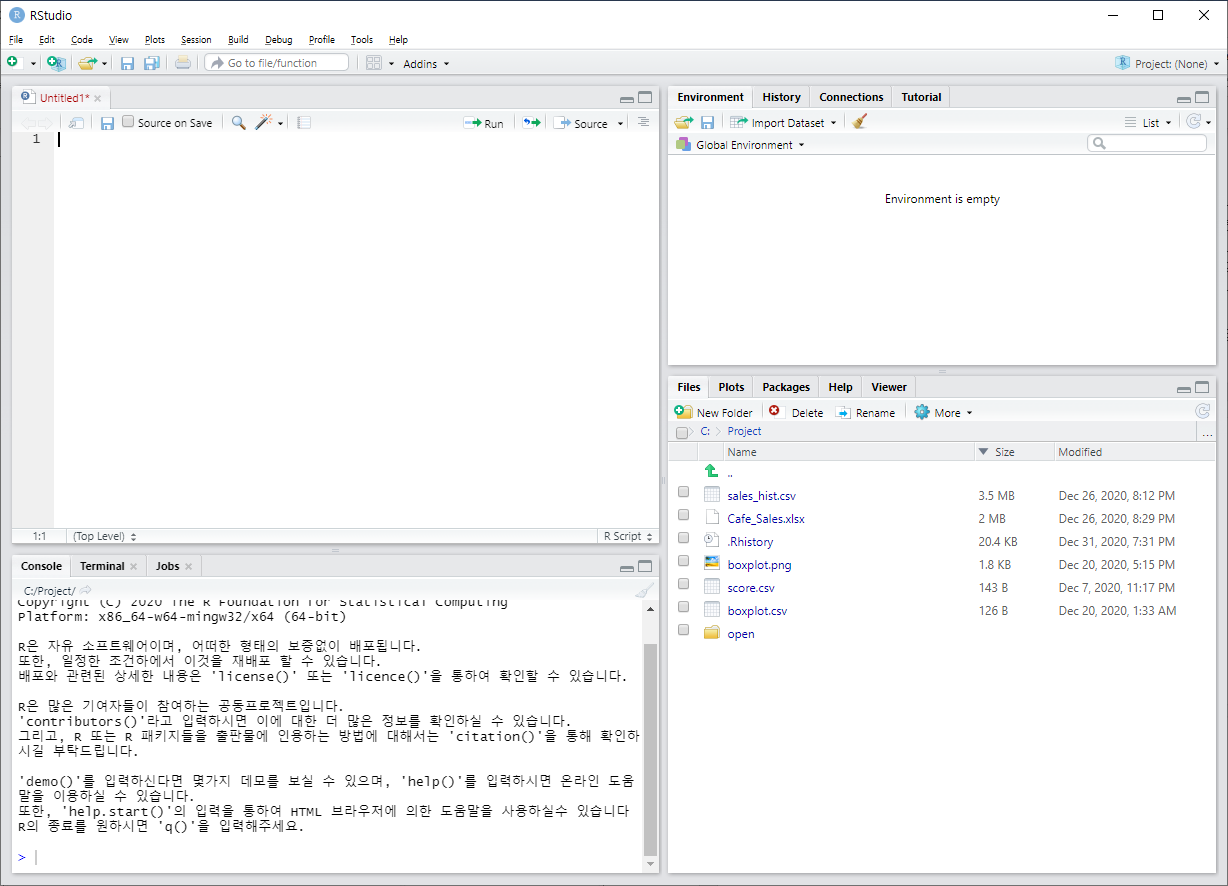 RStudio
File Edit Code View Plots Session Build Debug Profile Tools Help
Go to file/function Addins Project: (None)
Untitled1*
Source on Save Run Source
1
1:1 (Top Level) R Script
Environment History Connections Tutorial
Import Dataset List
Global Environment
Environment is empty
Files Plots Packages Help Viewer
New Folder Delete Rename More
C: Project ...
Name Size Modified
..
sales_hist.csv 3.5 MB Dec 26, 2020, 8:12 PM
Cafe_Sales.xlsx 2 MB Dec 26, 2020, 8:29 PM
.Rhistory 20.4 KB Dec 31, 2020, 7:31 PM
boxplot.png 1.8 KB Dec 20, 2020, 5:15 PM
score.csv 143 B Dec 7, 2020, 11:17 PM
boxplot.csv 126 B Dec 20, 2020, 1:33 AM
open
Console Terminal Jobs
C:/Project/
Copyright (C) 2020 The R Foundation for Statistical Computing
Platform: x86_64-w64-mingw32/x64 (64-bit)
R은 자유 소프트웨어이며, 어떠한 형태의 보증없이 배포됩니다.
또한, 일정한 조건하에서 이것을 재배포 할 수 있습니다.
배포와 관련된 상세한 내용은 'license()' 또는 'licence()'을 통하여 확인할 수 있습니다.
R은 많은 기여자들이 참여하는 공동프로젝트입니다.
'contributors()'라고 입력하시면 이에 대한 더 많은 정보를 확인하실 수 있습니다.
그리고, R 또는 R 패키지들을 출판물에 인용하는 방법에 대해서는 'citation()'을 통해 확인하
시길 부탁드립니다.
'demo()'를 입력하신다면 몇가지 데모를 보실 수 있으며, 'help()'를 입력하시면 온라인 도움
말을 이용하실 수 있습니다.
또한, 'help.start()'의 입력을 통하여 HTML 브라우저에 의한 도움말을 사용하실수 있습니다
R의 종료를 원하시면 'q()'을 입력해주세요.
>